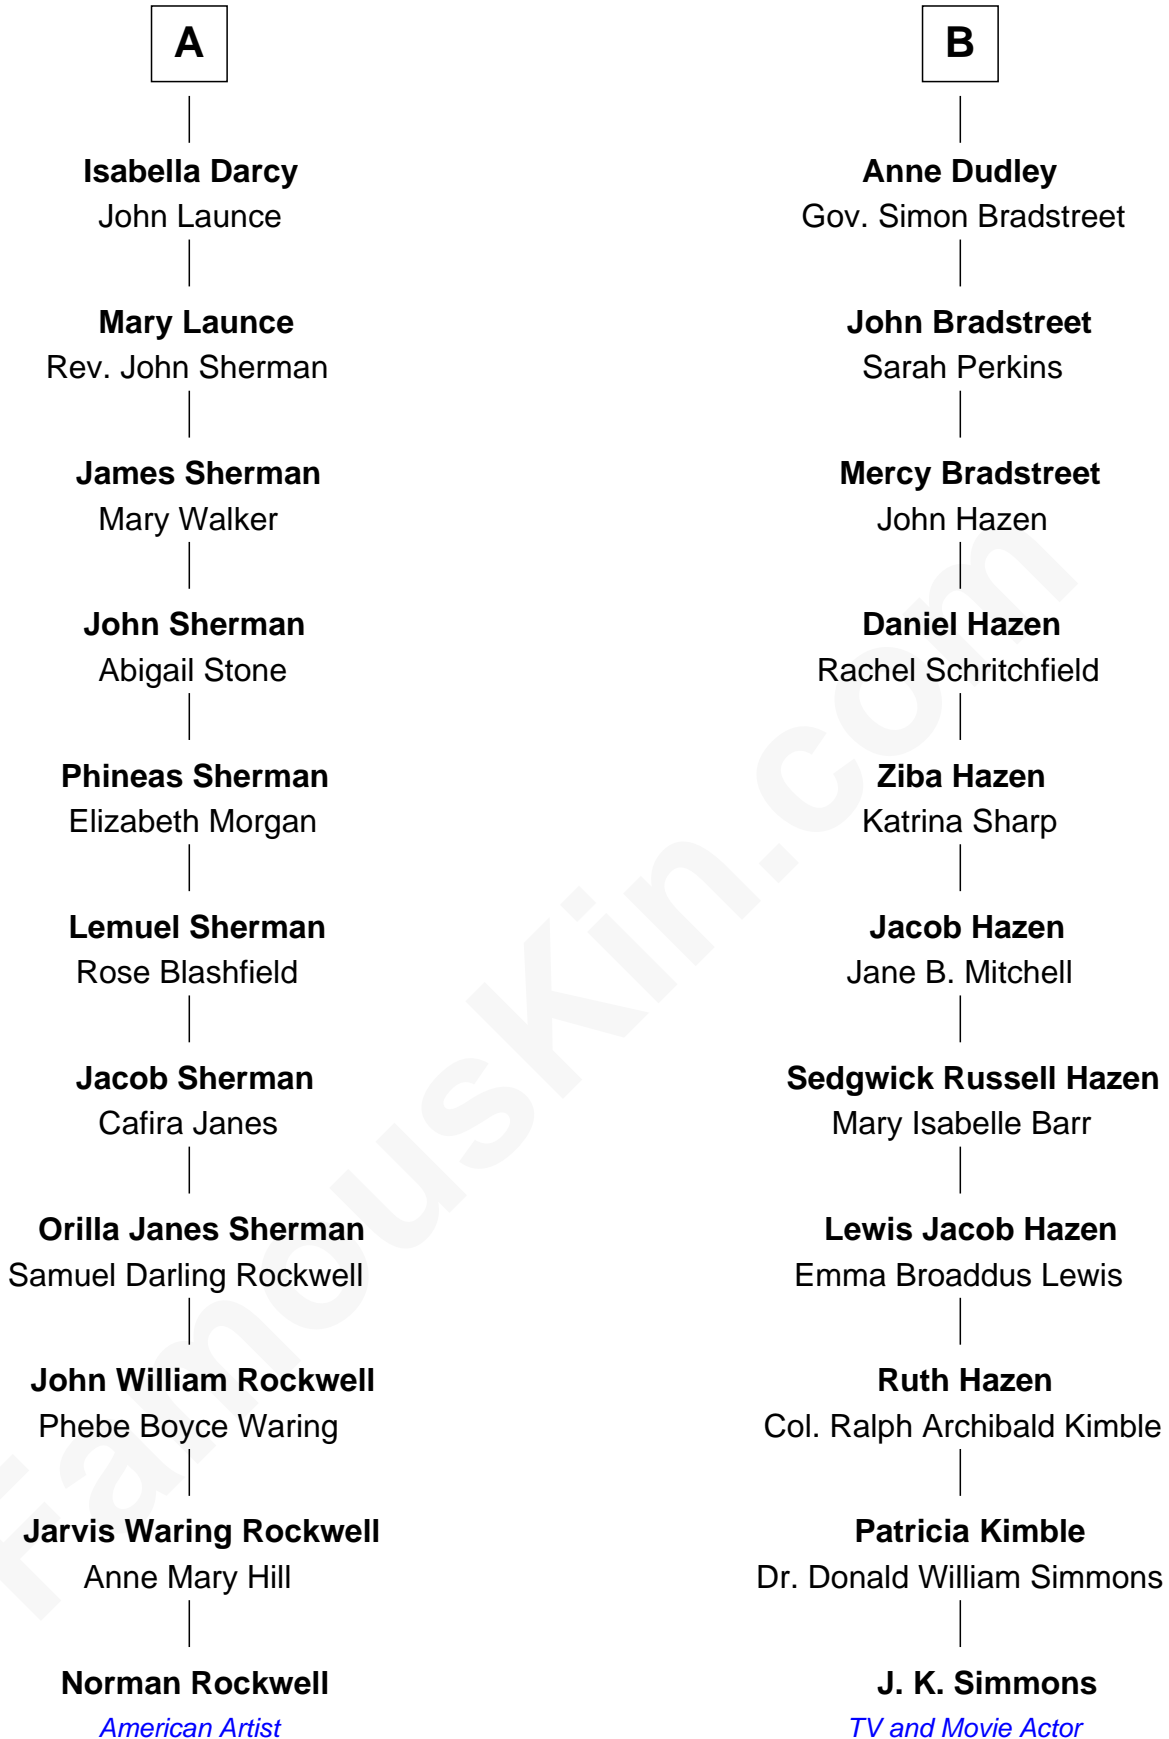 A
Isabella Darcy
John Launce
Mary Launce
Rev. John Sherman
James Sherman
Mary Walker
John Sherman
Abigail Stone
Phineas Sherman
Elizabeth Morgan
Lemuel Sherman
Rose Blashfield
Jacob Sherman
Cafira Janes
Orilla Janes Sherman
Samuel Darling Rockwell
John William Rockwell
Phebe Boyce Waring
Jarvis Waring Rockwell
Anne Mary Hill
Norman Rockwell
American Artist
B
Anne Dudley
Gov. Simon Bradstreet
John Bradstreet
Sarah Perkins
Mercy Bradstreet
John Hazen
Daniel Hazen
Rachel Schritchfield
Ziba Hazen
Katrina Sharp
Jacob Hazen
Jane B. Mitchell
Sedgwick Russell Hazen
Mary Isabelle Barr
Lewis Jacob Hazen
Emma Broaddus Lewis
Ruth Hazen
Col. Ralph Archibald Kimble
Patricia Kimble
Dr. Donald William Simmons
J. K. Simmons
TV and Movie Actor
FamousKin.com